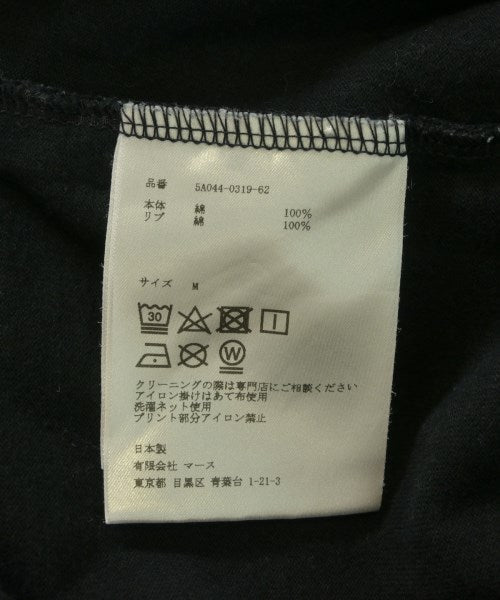 品番 5A044-0319-62
本体 綿 100%
リブ 綿 100%
サイズ M
30
W
クリーニングの際は専門店にご相談ください
アイロン掛けはあて布使用
洗濯ネット使用
プリント部分アイロン禁止
日本製
有限会社 マース
東京都 目黒区 青葉台 1-21-3